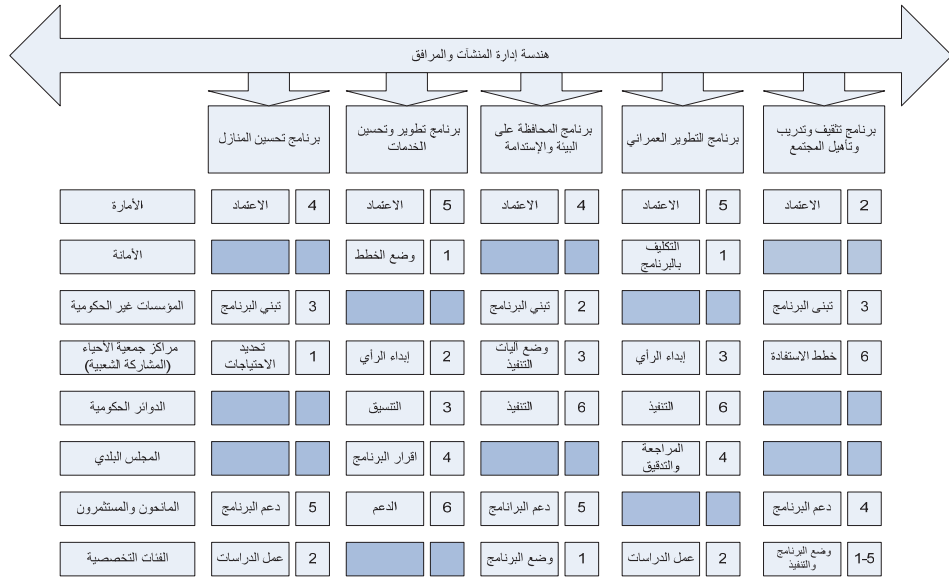 هندسة إدارة المنشآت والمرافق
برنامج تثقيف وتدريب
وتأهيل المجتمع
برنامج التطوير العمراني
برنامج المحافظة على
البيئة والإستدامة
برنامج تطوير وتحسين
الخدمات
برنامج تحسين المنازل
2 الاعتماد 5 الاعتماد 4 الاعتماد 5 الاعتماد 4 الاعتماد الأمارة
1 التكليف
بالبرنامج
1 وضع الخطط الأمانة
3 تبنى البرنامج 2 تبني البرنامج 3 تبني البرنامج المؤسسات غير الحكومية
6 خطط الاستفادة 3 إبداء الرأي 3 وضع أليات
التنفيذ
2 إبداء الرأي 1 تحديد
الاحتياجات
مراكز جمعية الأحياء
(المشاركة الشعبية)
6 التنفيذ 6 التنفيذ 3 التنسيق الدوائر الحكومية
4 المراجعة
والتدقيق
4 اقرار البرنامج المجلس البلدي
4 دعم البرنامج 5 دعم البرانامج 6 الدعم 5 دعم البرنامج المانحون والمستثمرون
1-5 وضع البرنامج
والتنفيذ
2 عمل الدراسات 1 وضع البرنامج 2 عمل الدراسات الفئات التخصصية